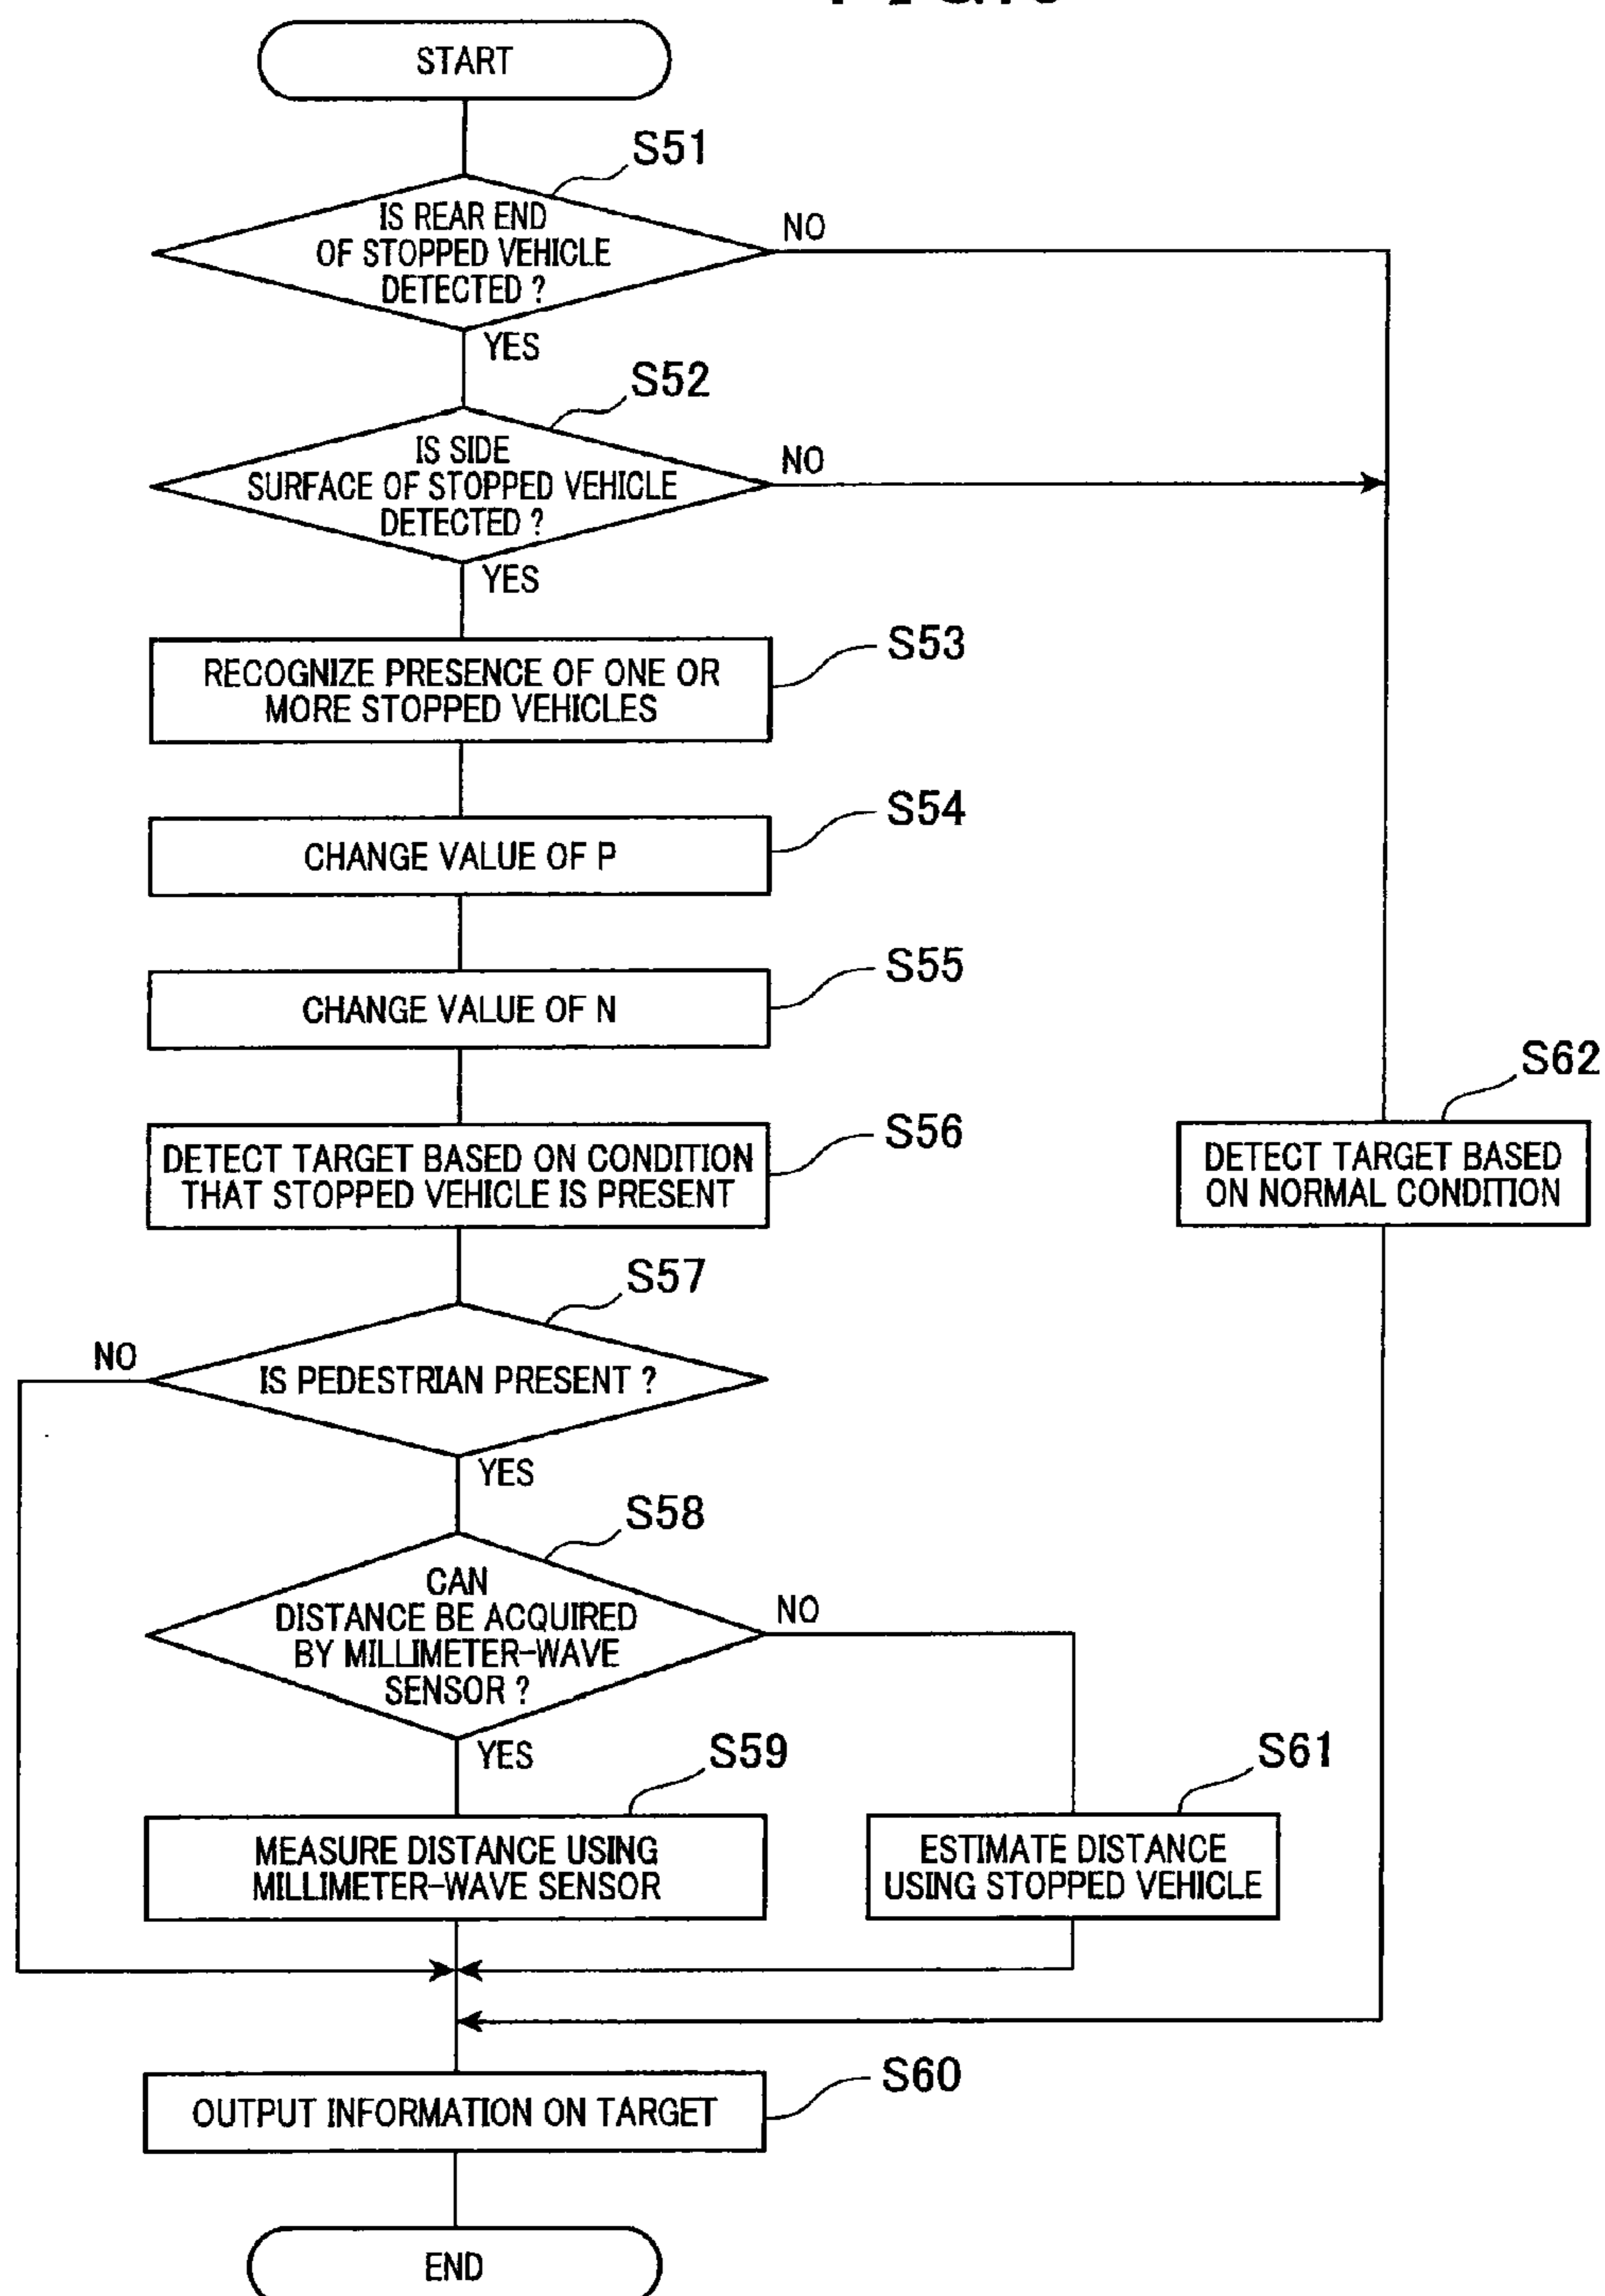 START
S51
IS REAR END
OF STOPPED VEHICLE
DETECTED ?
NO
YES
S52
IS SIDE
SURFACE OF STOPPED VEHICLE
DETECTED ?
NO
YES
S53
RECOGNIZE PRESENCE OF ONE OR
MORE STOPPED VEHICLES
S54
CHANGE VALUE OF P
S55
CHANGE VALUE OF N
S56
DETECT TARGET BASED ON CONDITION
THAT STOPPED VEHICLE IS PRESENT
S62
DETECT TARGET BASED
ON NORMAL CONDITION
S57
NO
IS PEDESTRIAN PRESENT ?
YES
S58
CAN
DISTANCE BE ACQUIRED
BY MILLIMETER-WAVE
SENSOR ?
NO
YES
S59
MEASURE DISTANCE USING
MILLIMETER-WAVE SENSOR
S61
ESTIMATE DISTANCE
USING STOPPED VEHICLE
S60
OUTPUT INFORMATION ON TARGET
END